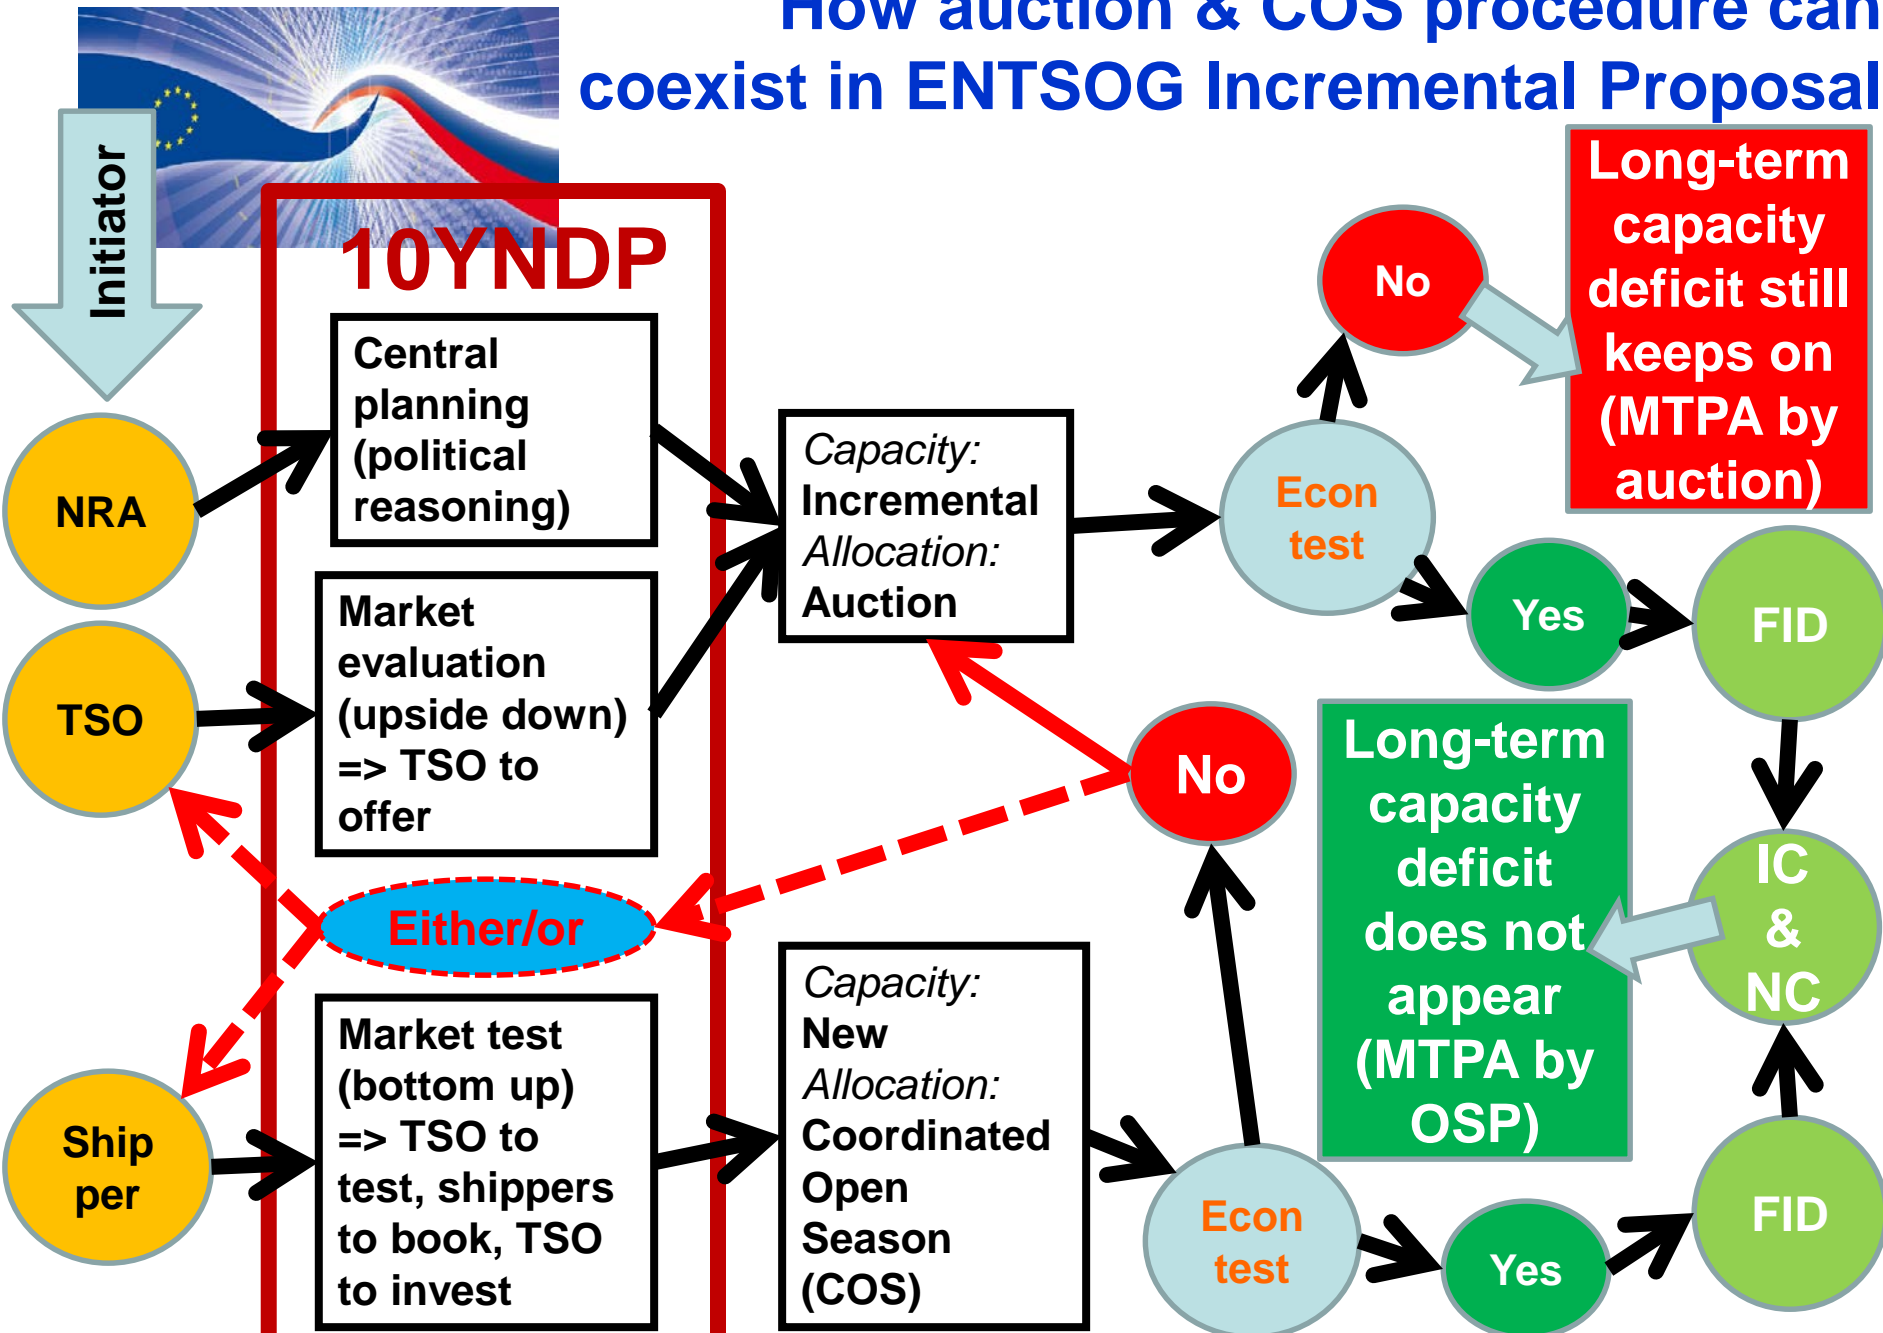 How auction & COS procedure can
coexist in ENTSOG Incremental Proposal
Initiator
10YNDP
NRA
TSO
Ship
per
Central
planning
(political
reasoning)
Market
evaluation
(upside down)
=> TSO to
offer
Either/or
Market test
(bottom up)
=> TSO to
test, shippers
to book, TSO
to invest
Capacity:
Incremental
Allocation:
Auction
Capacity:
New
Allocation:
Coordinated
Open
Season
(COS)
Econ
test
No
Yes
FID
Long-term
capacity
deficit still
keeps on
(MTPA by
auction)
No
Long-term
capacity
deficit
does not
appear
(MTPA by
OSP)
IC
&
NC
Econ
test
Yes
FID